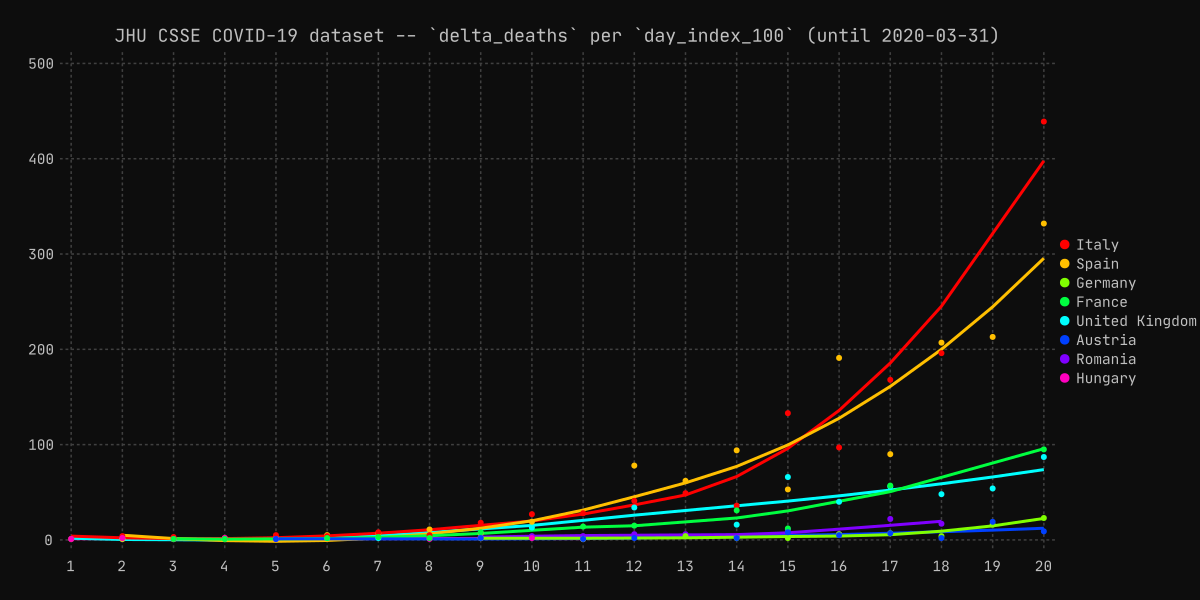 JHU CSSE COVID-19 dataset -- `delta_deaths` per `day_index_100` (until 2020-03-31)
500
400
300
200
100
0
1 2 3 4 5 6 7 8 9 10 11 12 13 14 15 16 17 18 19 20
Italy
Spain
Germany
France
United Kingdom
Austria
Romania
Hungary